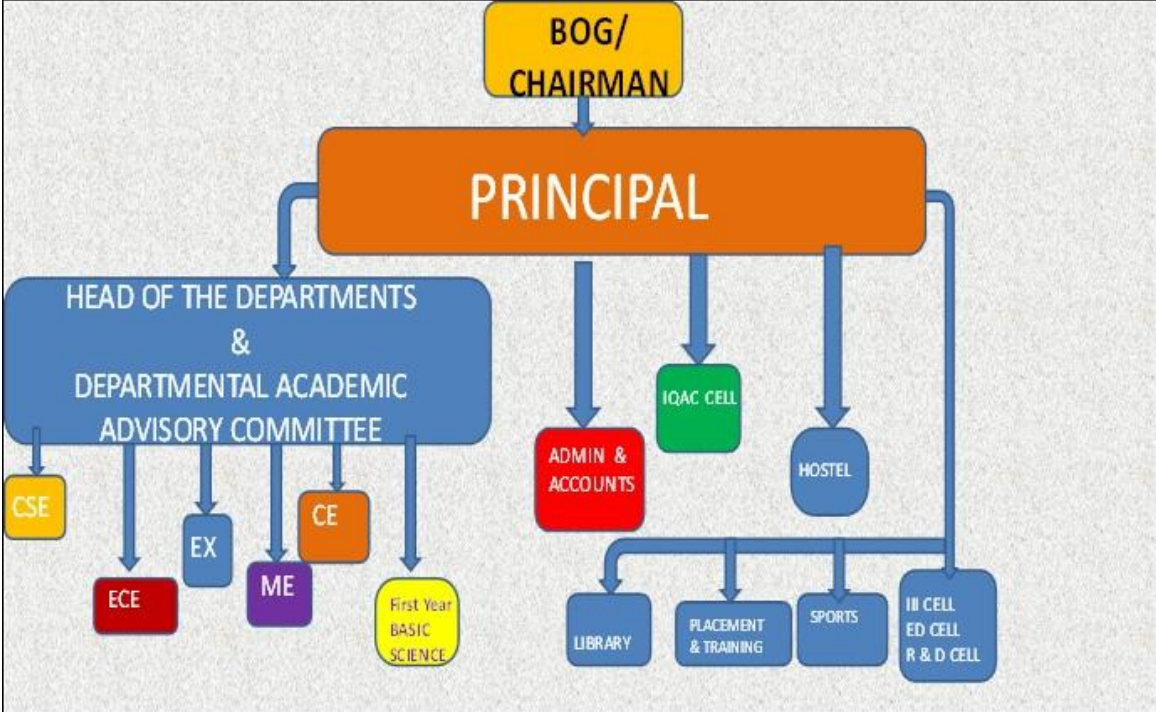 BOG/
CHAIRMAN
PRINCIPAL
HEAD OF THE DEPARTMENTS
&
DEPARTMENTAL ACADEMIC
ADVISORY COMMITTEE
IQAC CELL
ADMIN &
ACCOUNTS
HOSTEL
CSE
CE
EX
ME
ECE
First Year
BASIC
SCIENCE
LIBRARY
PLACEMENT
& TRAINING
SPORTS
III CELL
ED CELL
R & D CELL